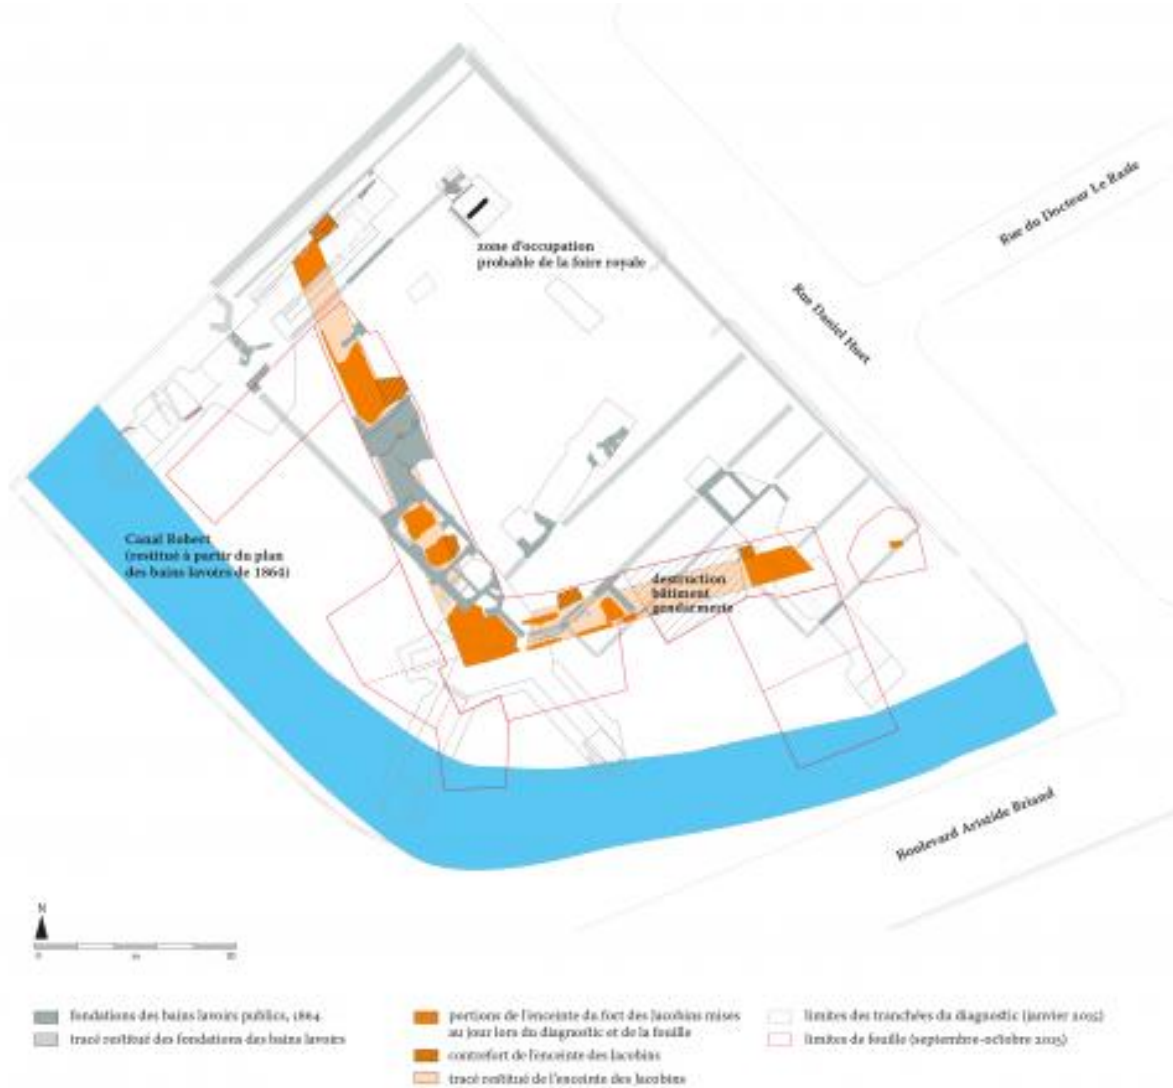 Rue du Docteur Le Rasle
zone d'occupation
probable de la foire royale
Rue Daniel Huet
Canal Robert
(restitué à partir du plan
des bains lavoirs de 1864)
destruction
bâtiment
gendarmerie
Boulevard Aristide Briand
N
0
m
fondations des bains lavoirs publics, 1864
tracé restitué des fondations des bains lavoirs
portions de l'enceinte du fort des Jacobins mises
au jour lors du diagnostic et de la fouille
contrefort de l'enceinte des Jacobins
tracé restitué de l'enceinte des Jacobins
limites des tranchées du diagnostic (janvier
limites de fouille (septembre-octobre